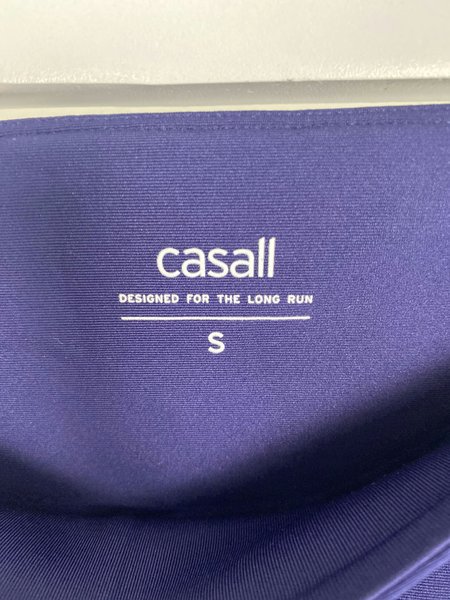 casall
DESIGNED FOR THE LONG RUN
S